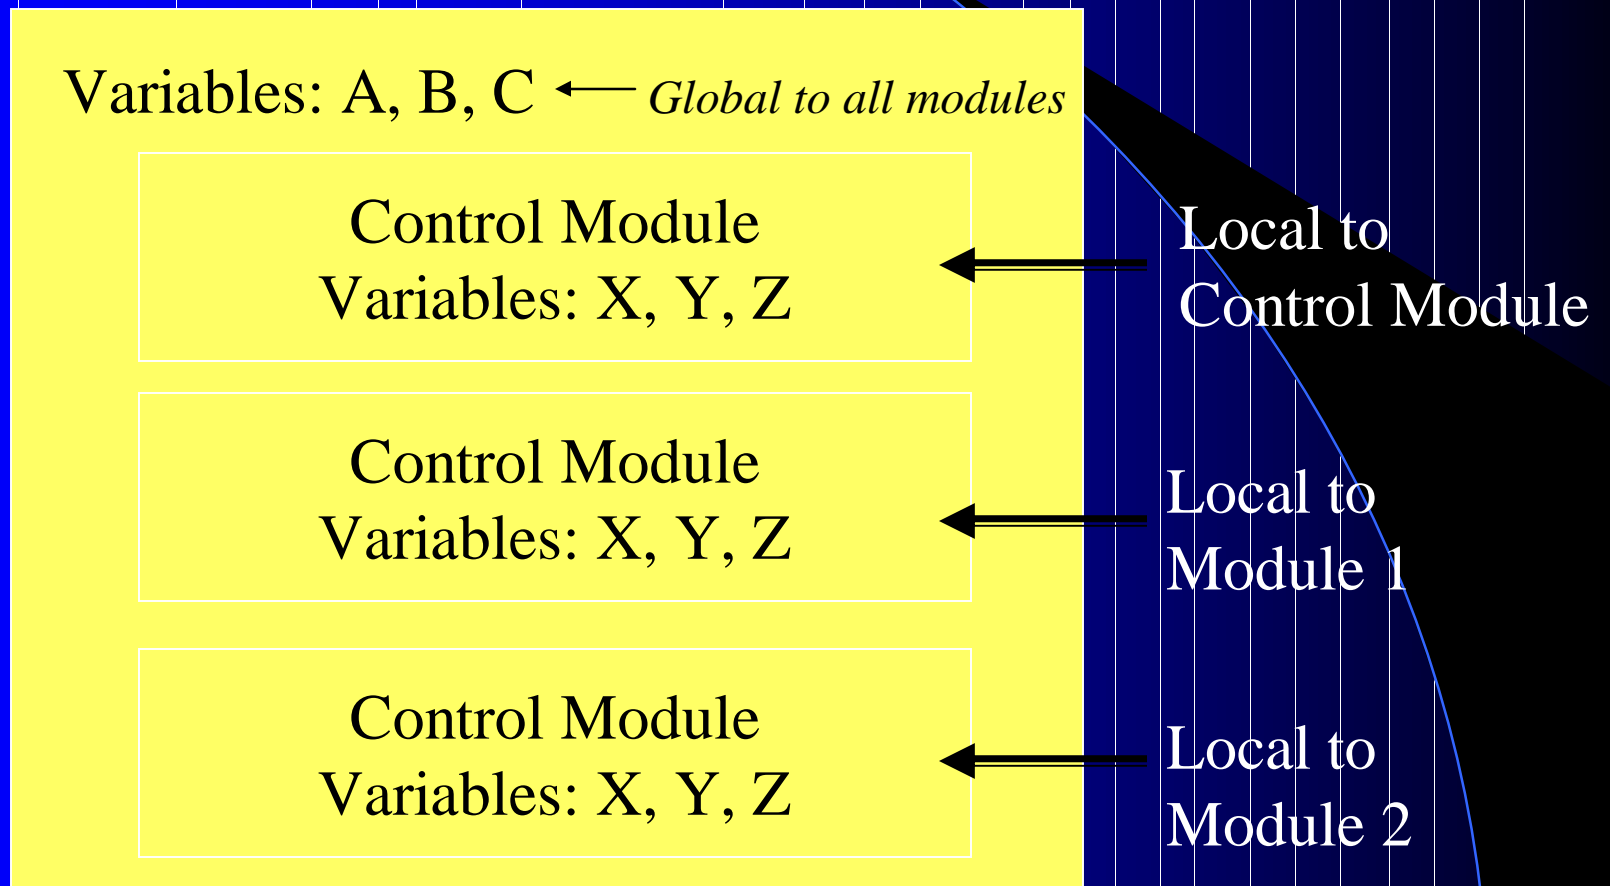 Variables: A, B, C
Global to all modules
Control Module
Variables: X, Y, Z
Local to
Control Module
Control Module
Variables: X, Y, Z
Local to
Module 1
Control Module
Variables: X, Y, Z
Local to
Module 2